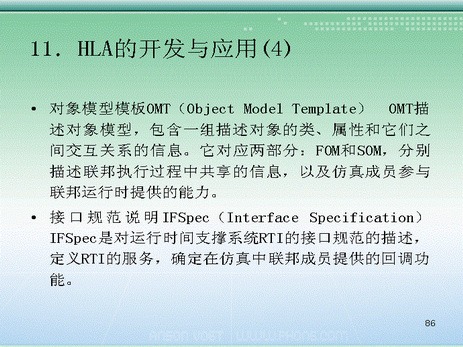 11. HLA的开发与应用(4)
• 对象模型模板OMT（Object Model Template） OMT描
述对象模型，包含一组描述对象的类、属性和它们之
间交互关系的信息。它对应两部分：FOM和SOM，分别
描述联邦执行过程中共享的信息，以及仿真成员参与
联邦运行时提供的能力。
• 接口规范说明IFSpec（Interface Specification）
IFSpec是对运行时间支撑系统RTI的接口规范的描述，
定义RTI的服务，确定在仿真中联邦成员提供的回调功
能。
86